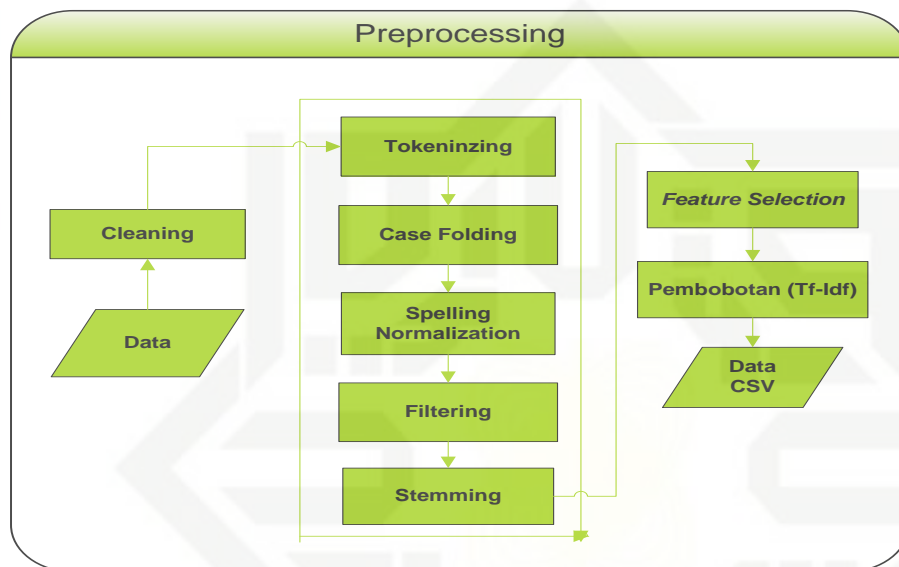 Preprocessing
Data
Cleaning
Tokeninzing
Case Folding
Spelling
Normalization
Filtering
Stemming
Feature Selection
Pembobotan (Tf-Idf)
Data
CSV